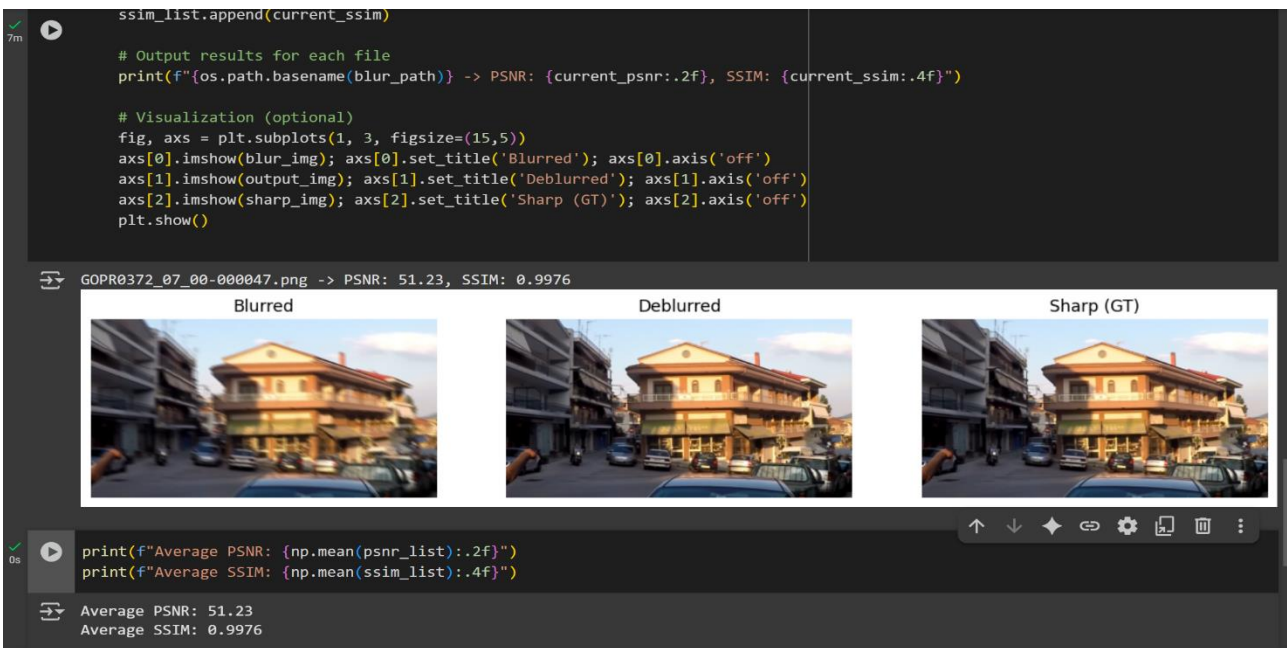 ssim_list.append(current_ssim)
7m
# Output results for each file
print(f"{os.path.basename(blur_path)} -> PSNR: {current_psnr:.2f}, SSIM: {current_ssim:.4f}")
# Visualization (optional)
fig, axs = plt.subplots(1, 3, figsize=(15,5))
axs[0].imshow(blur_img); axs[0].set_title('Blurred'); axs[0].axis('off')
axs[1].imshow(output_img); axs[1].set_title('Deblurred'); axs[1].axis('off')
axs[2].imshow(sharp_img); axs[2].set_title('Sharp (GT)'); axs[2].axis('off')
plt.show()
GOPR0372_07_00-000047.png -> PSNR: 51.23, SSIM: 0.9976
Blurred Deblurred Sharp (GT)
0s
print(f"Average PSNR: {np.mean(psnr_list):.2f}")
print(f"Average SSIM: {np.mean(ssim_list):.4f}")
Average PSNR: 51.23
Average SSIM: 0.9976